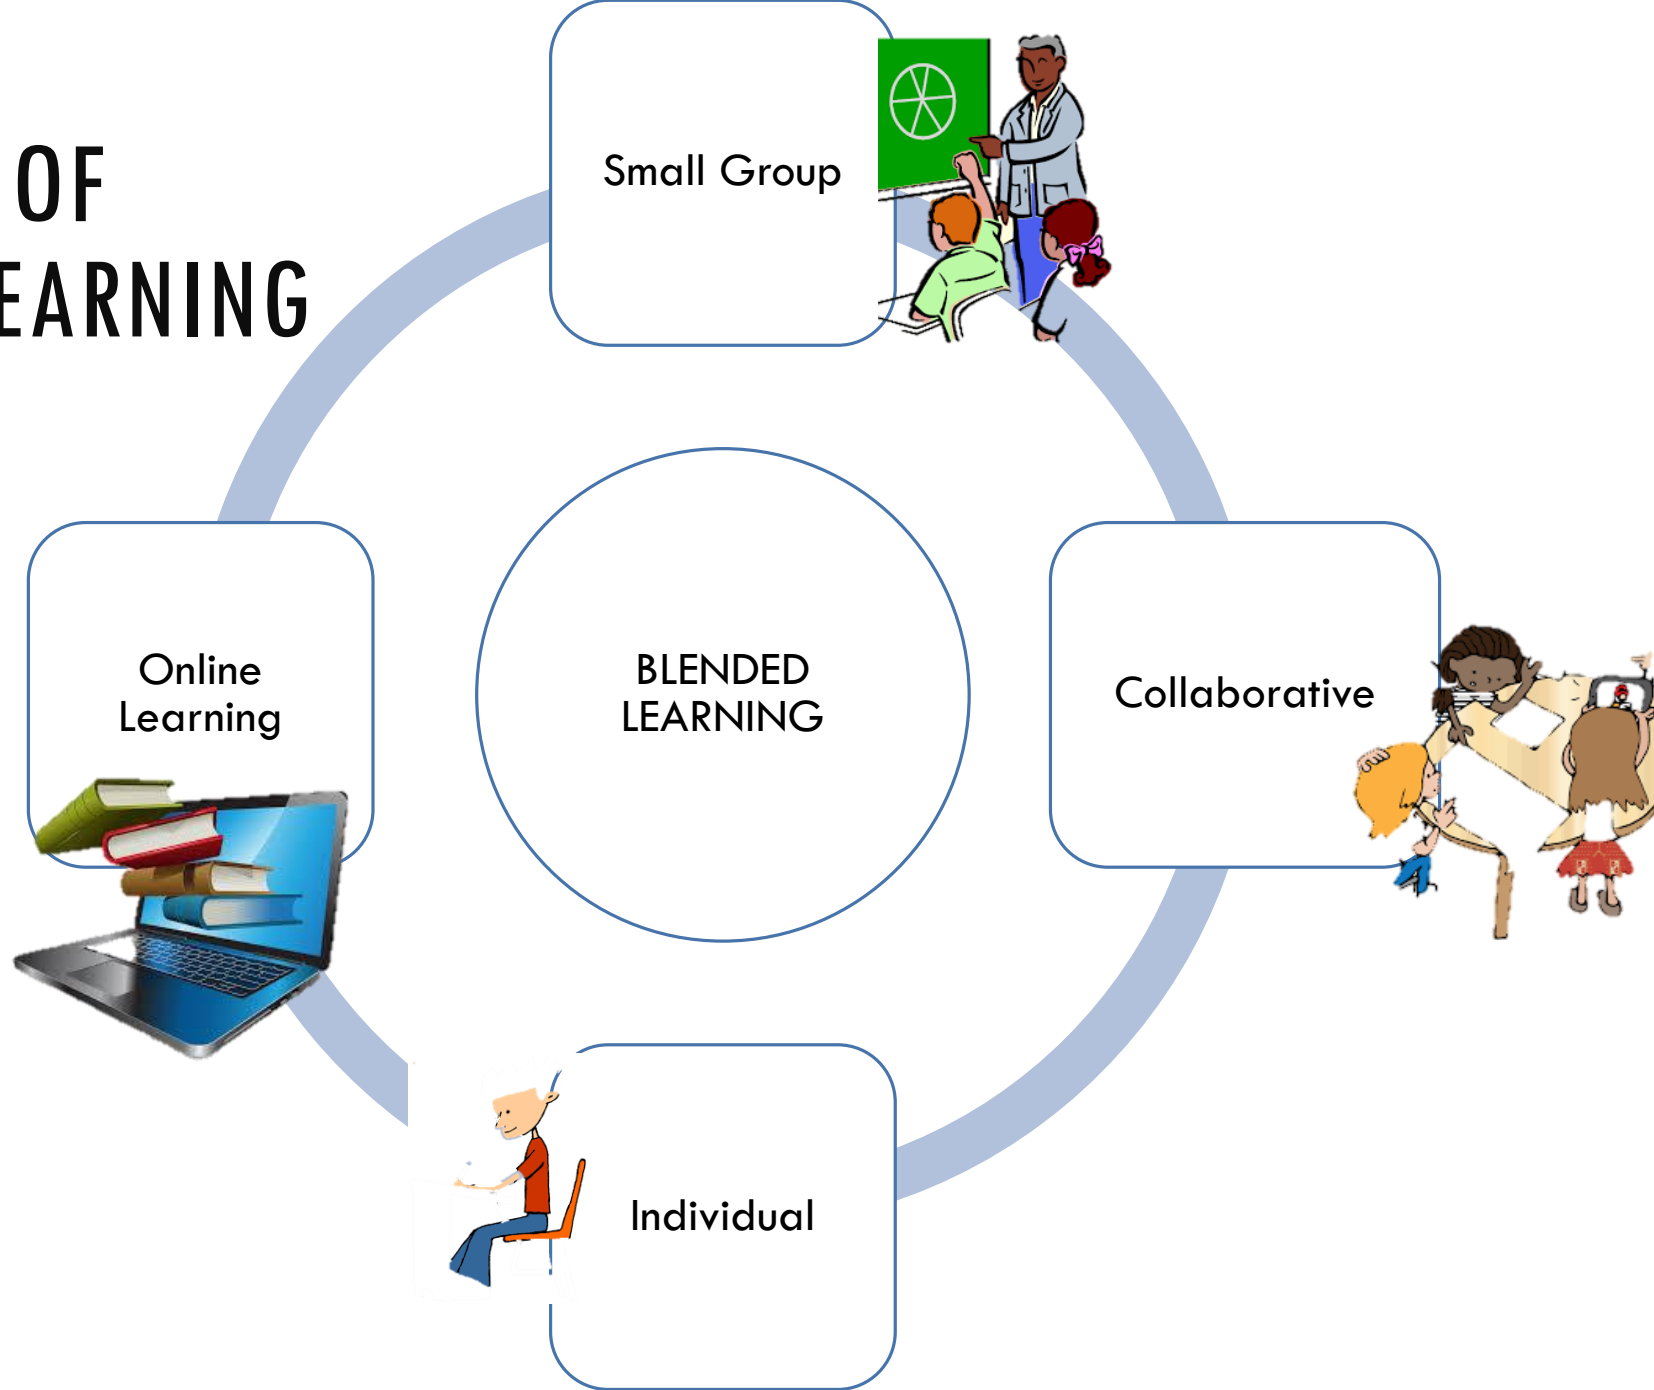 OF
EARNING
Small Group
Online
Learning
BLENDED
LEARNING
Collaborative
Individual